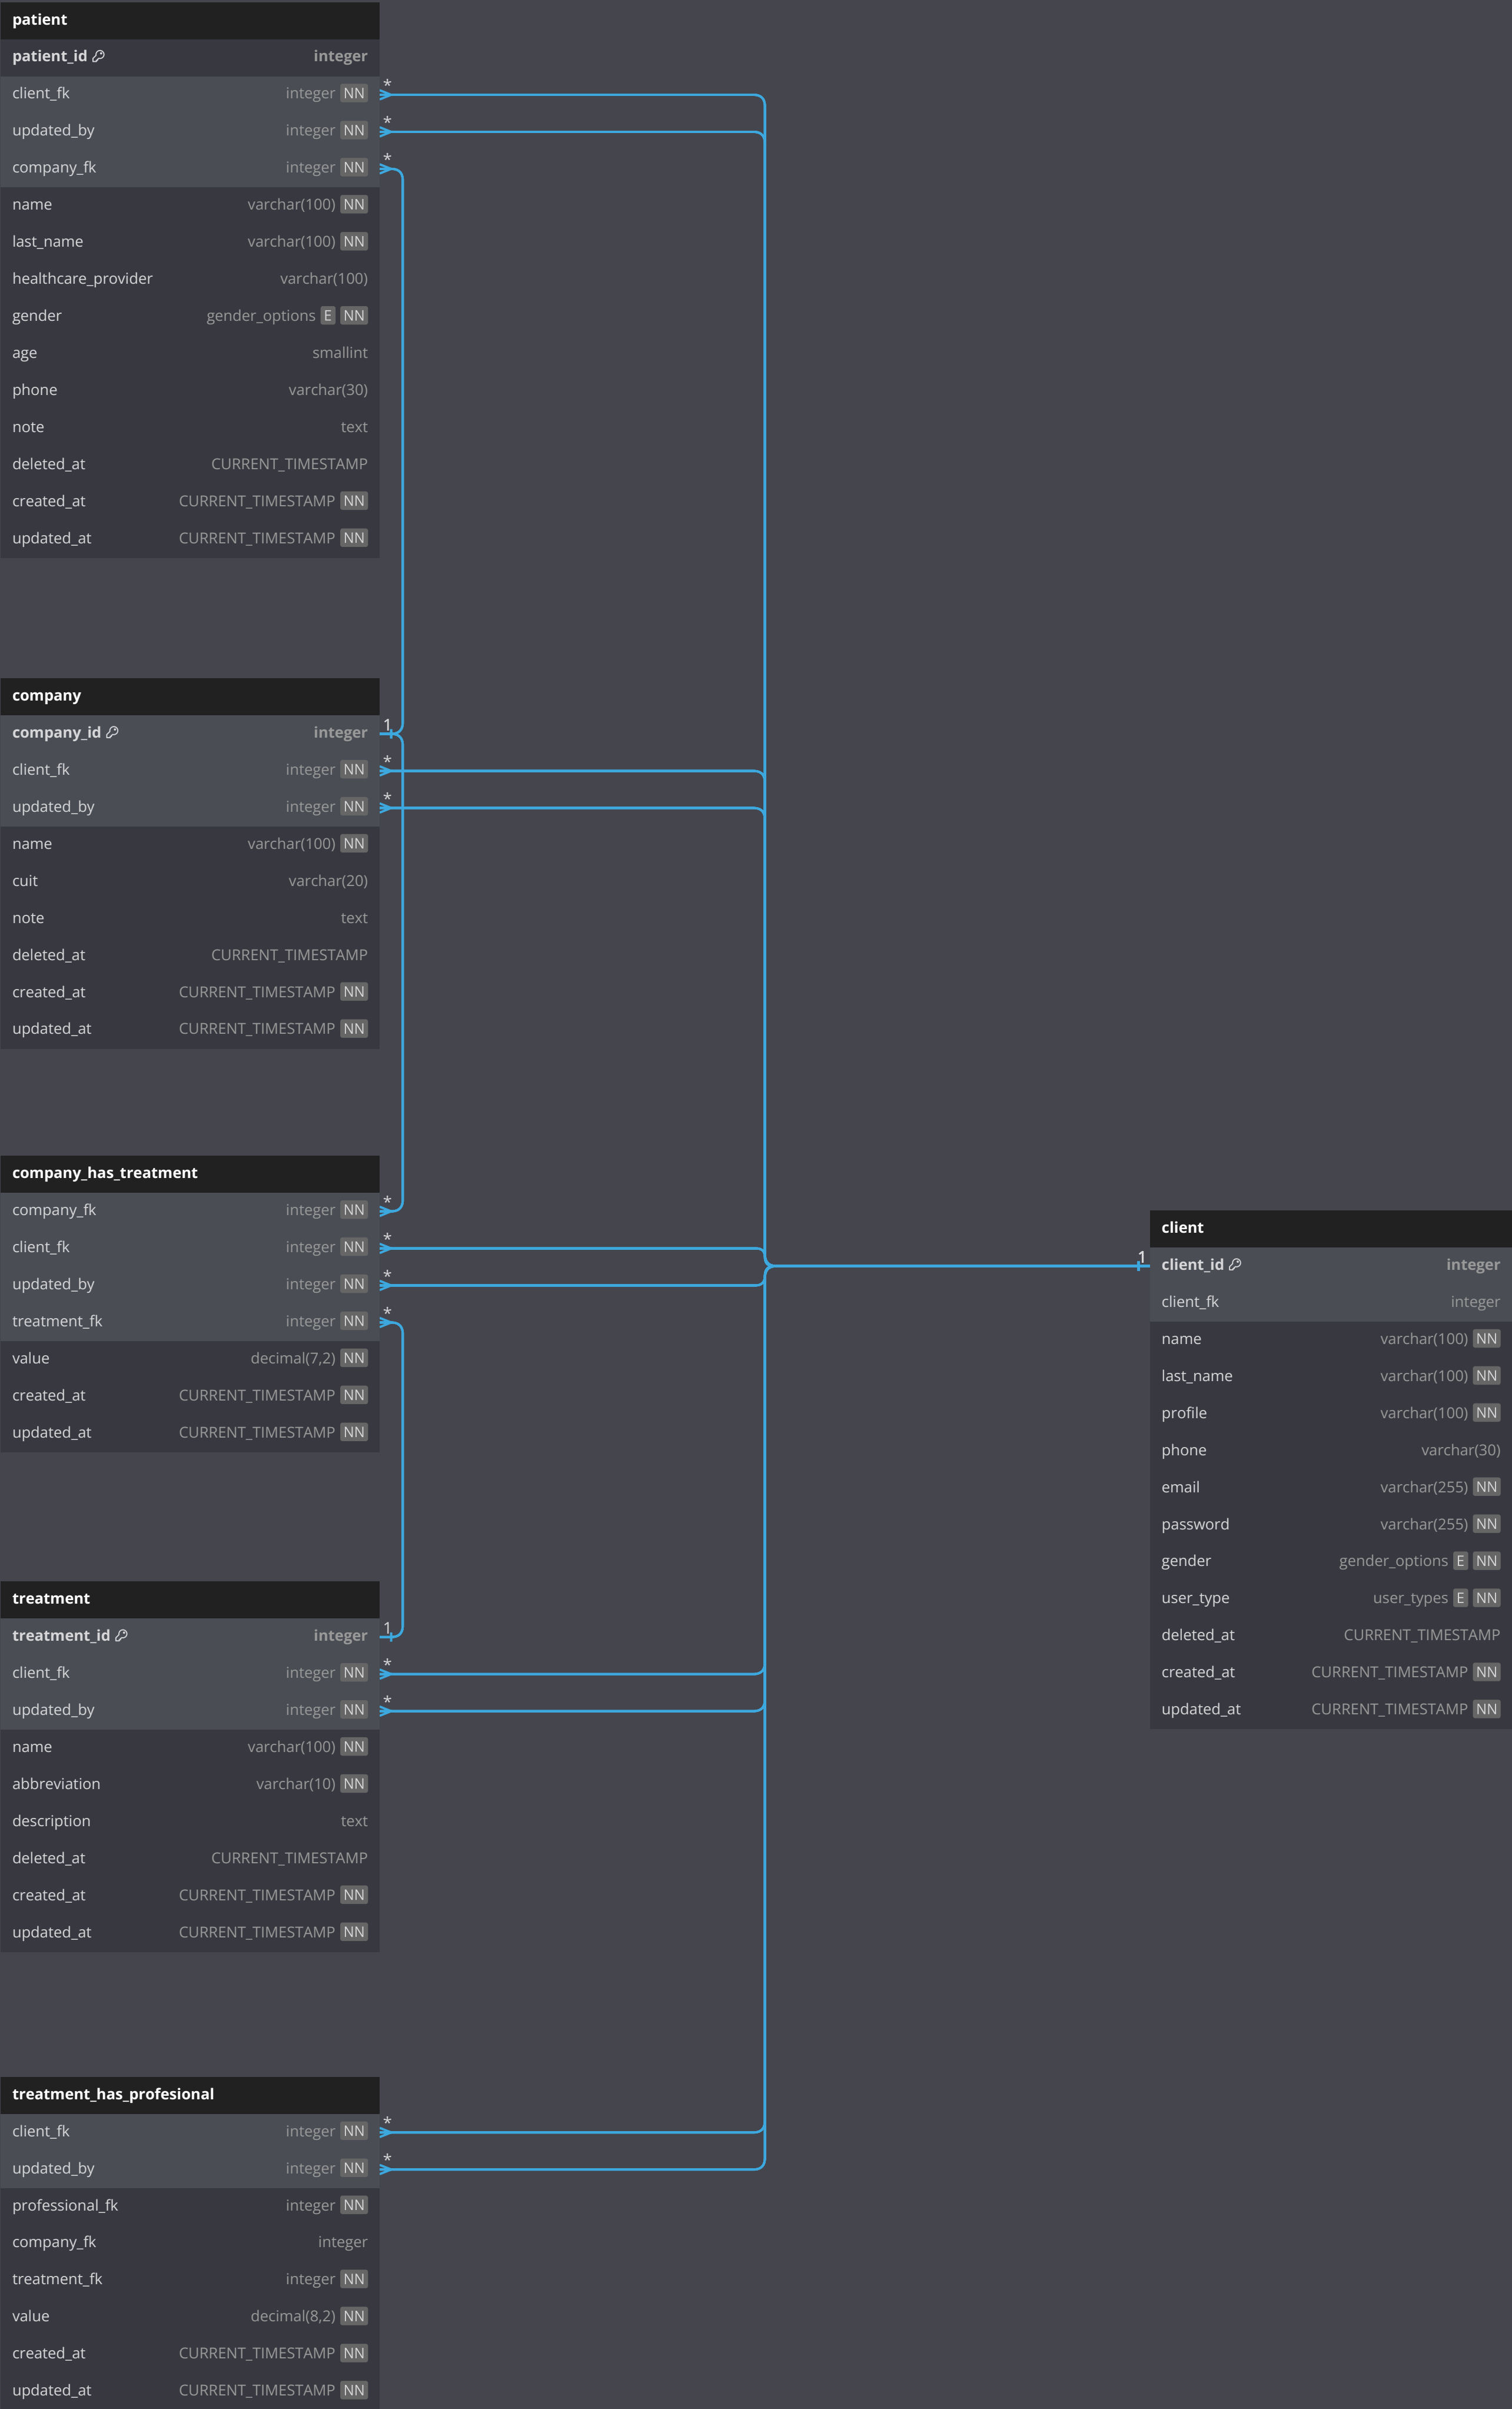 patient
patient_id integer
* client_fk integer NN
* updated_by integer NN
* company_fk integer NN
name varchar(100) NN
last_name varchar(100) NN
healthcare_provider varchar(100)
gender gender_options E NN
age smallint
phone varchar(30)
note text
deleted_at CURRENT_TIMESTAMP
created_at CURRENT_TIMESTAMP NN
updated_at CURRENT_TIMESTAMP NN
company
company_id integer 1
client_fk integer NN *
updated_by integer NN *
name varchar(100) NN
cuit varchar(20)
note text
deleted_at CURRENT_TIMESTAMP
created_at CURRENT_TIMESTAMP NN
updated_at CURRENT_TIMESTAMP NN
company_has_treatment
company_fk integer NN *
client_fk integer NN *
updated_by integer NN *
treatment_fk integer NN *
value decimal(7,2) NN
created_at CURRENT_TIMESTAMP NN
updated_at CURRENT_TIMESTAMP NN
treatment
treatment_id integer 1
client_fk integer NN *
updated_by integer NN *
name varchar(100) NN
abbreviation varchar(10) NN
description text
deleted_at CURRENT_TIMESTAMP
created_at CURRENT_TIMESTAMP NN
updated_at CURRENT_TIMESTAMP NN
treatment_has_profesional
client_fk integer NN *
updated_by integer NN *
professional_fk integer NN
company_fk integer
treatment_fk integer NN
value decimal(8,2) NN
created_at CURRENT_TIMESTAMP NN
updated_at CURRENT_TIMESTAMP NN
client
1 client_id integer
client_fk integer
name varchar(100) NN
last_name varchar(100) NN
profile varchar(100) NN
phone varchar(30)
email varchar(255) NN
password varchar(255) NN
gender gender_options E NN
user_type user_types E NN
deleted_at CURRENT_TIMESTAMP
created_at CURRENT_TIMESTAMP NN
updated_at CURRENT_TIMESTAMP NN